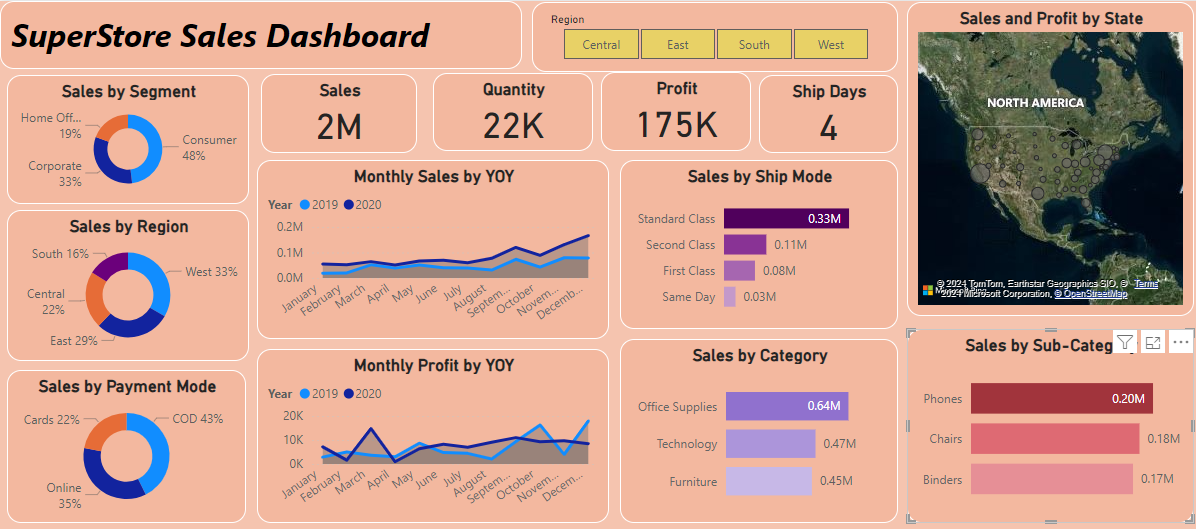 SuperStore Sales Dashboard
Region
Central
East
South
West
Sales by Segment
Home Off...
19%
Consumer
48%
Corporate
33%
Sales
2M
Quantity
22K
Profit
175K
Ship Days
4
Sales and Profit by State
NORTH AMERICA
© 2024 TomTom, Earthstar Geographics SIO, ©
2024 Microsoft Corporation, © OpenStreetMap
Terms
Sales by Region
South 16%
West 33%
Central
22%
East 29%
Monthly Sales by YOY
Year 2019 2020
0.2M
0.1M
0.0M
January
February
March
April
May
June
July
August
Septem...
October
Novem...
Decemb...
Sales by Ship Mode
Standard Class 0.33M
Second Class 0.11M
First Class 0.08M
Same Day 0.03M
Sales by Payment Mode
Cards 22%
COD 43%
Online
35%
Monthly Profit by YOY
Year 2019 2020
20K
10K
0K
January
February
March
April
May
June
July
August
Septem...
October
Novem...
Decem...
Sales by Category
Office Supplies 0.64M
Technology 0.47M
Furniture 0.45M
Sales by Sub-Categ
Phones 0.20M
Chairs 0.18M
Binders 0.17M